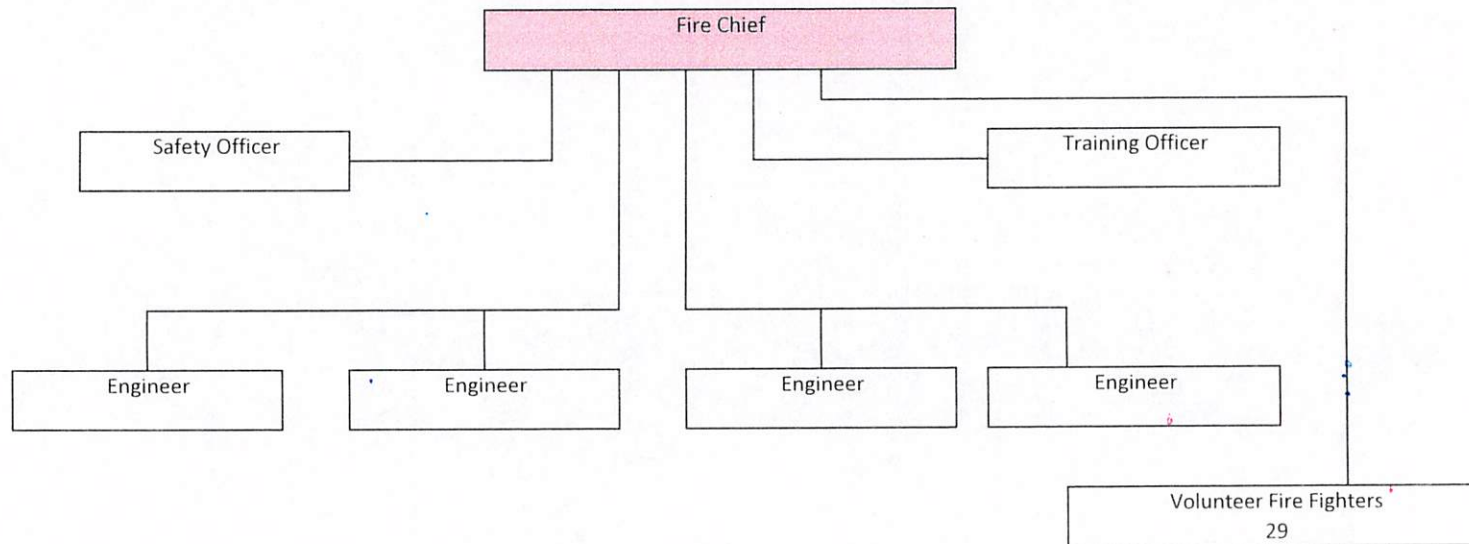 Fire Chief
Safety Officer
Training Officer
Engineer
Engineer
Engineer
Engineer
Volunteer Fire Fighters
29